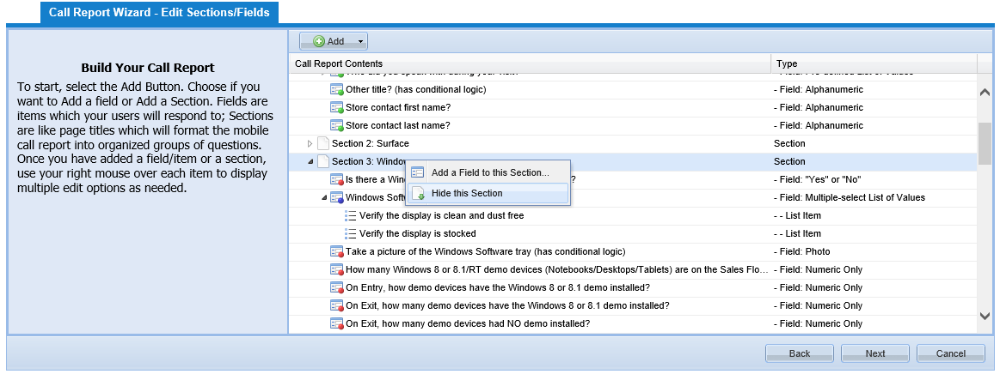 Call Report Wizard - Edit Sections/Fields
Build Your Call Report
To start, select the Add Button. Choose if you
want to Add a field or Add a Section. Fields are
items which your users will respond to; Sections
are like page titles which will format the mobile
call report into organized groups of questions.
Once you have added a field/item or a section,
use your right mouse over each item to display
multiple edit options as needed.
Add
Call Report Contents Type
Other title? (has conditional logic) - Field: Alphanumeric
Store contact first name? - Field: Alphanumeric
Store contact last name? - Field: Alphanumeric
Section 2: Surface Section
Section 3: Window Section
Add a Field to this Section...
Is there a Win ? - Field: "Yes" or "No"
Hide this Section
Windows Soft - Field: Multiple-select List of Values
Verify the display is clean and dust free - - List Item
Verify the display is stocked - - List Item
Take a picture of the Windows Software tray (has conditional logic) - Field: Photo
How many Windows 8 or 8.1/RT demo devices (Notebooks/Desktops/Tablets) are on the Sales Flo... - Field: Numeric Only
On Entry, how demo devices have the Windows 8 or 8.1 demo installed? - Field: Numeric Only
On Exit, how many demo devices have the Windows 8 or 8.1 demo installed? - Field: Numeric Only
On Exit, how many demo devices had NO demo installed? - Field: Numeric Only
Back Next Cancel